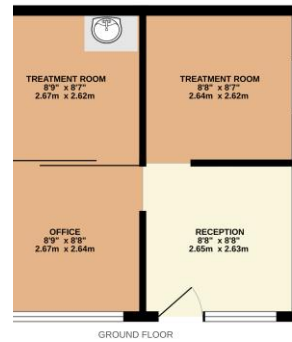 TREATMENT ROOM
8'9" x 8'7"
2.67m x 2.62m
TREATMENT ROOM
8'8" x 8'7"
2.64m x 2.62m
OFFICE
8'9" x 8'8"
2.67m x 2.64m
RECEPTION
8'8" x 8'8"
2.65m x 2.63m
GROUND FLOOR